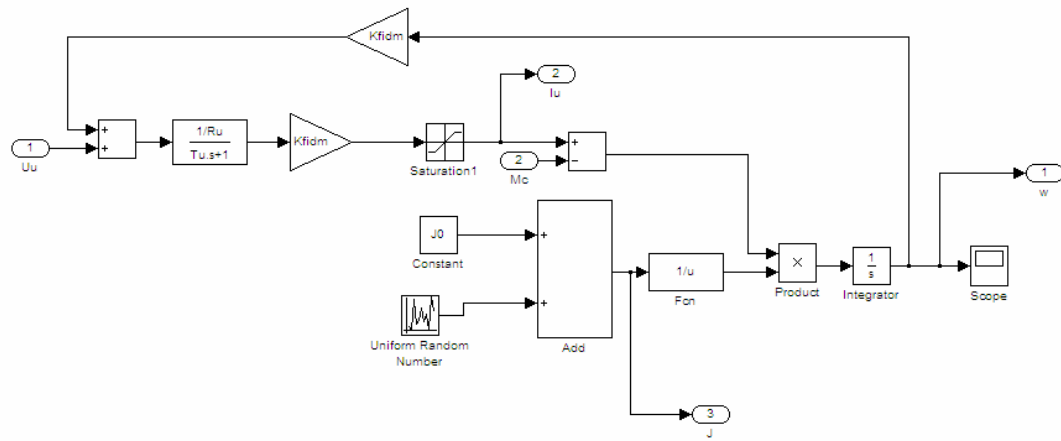 Kfidm
2
Iu
+
+
1
Uu
1/Ru
Tu.s+1
Kfidm
Saturation1
+
−
2
Mc
1
w
J0
Constant
+
+
Add
1/u
Fcn
×
Product
1
s
Integrator
Scope
Uniform Random
Number
3
J